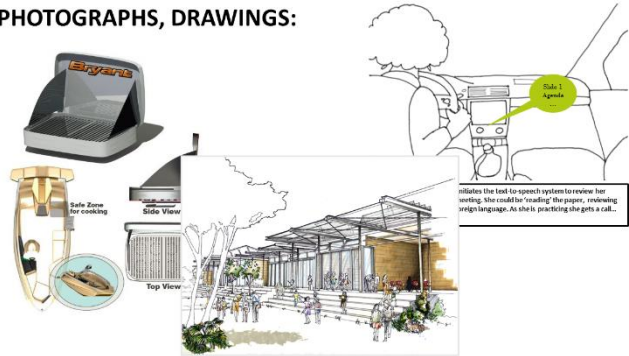 PHOTOGRAPHS, DRAWINGS:
Bryant
Safe Zone
for cooking
Side View
Top View
Slide 1
Agenda
...
nitiates the text-to-speech system to review her
neeting. She could be 'reading' the paper, reviewing
oreign language. As she is practicing she gets a call...